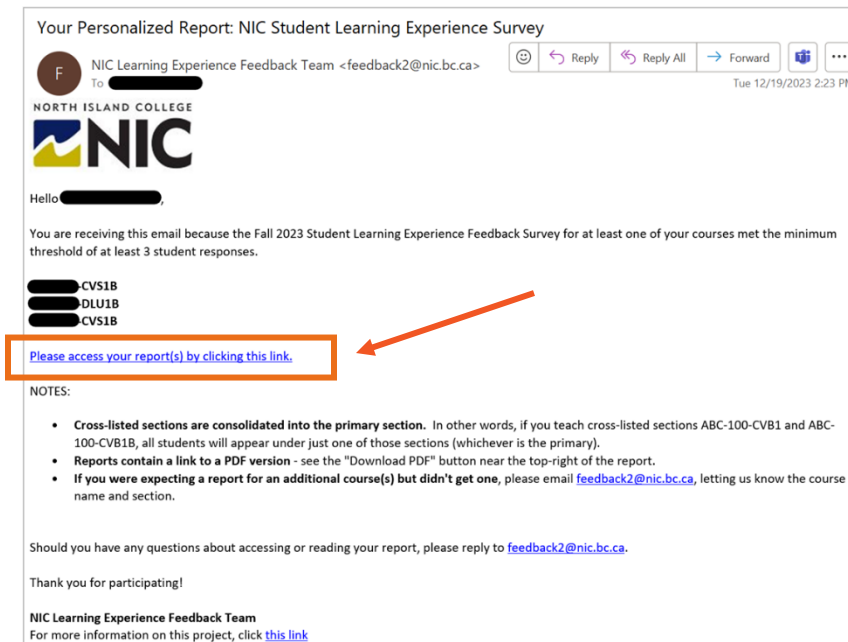 Your Personalized Report: NIC Student Learning Experience Survey
F
NIC Learning Experience Feedback Team <feedback2@nic.bc.ca>
To
Reply
Reply All
Forward
Tue 12/19/2023 2:23 PM
NORTH ISLAND COLLEGE
NIC
Hello ,
You are receiving this email because the Fall 2023 Student Learning Experience Feedback Survey for at least one of your courses met the minimum
threshold of at least 3 student responses.
-CVS1B
-DLU1B
-CVS1B
Please access your report(s) by clicking this link.
NOTES:
• Cross-listed sections are consolidated into the primary section. In other words, if you teach cross-listed sections ABC-100-CVB1 and ABC-
100-CVB1B, all students will appear under just one of those sections (whichever is the primary).
• Reports contain a link to a PDF version - see the "Download PDF" button near the top-right of the report.
• If you were expecting a report for an additional course(s) but didn't get one, please email feedback2@nic.bc.ca, letting us know the course
name and section.
Should you have any questions about accessing or reading your report, please reply to feedback2@nic.bc.ca.
Thank you for participating!
NIC Learning Experience Feedback Team
For more information on this project, click this link